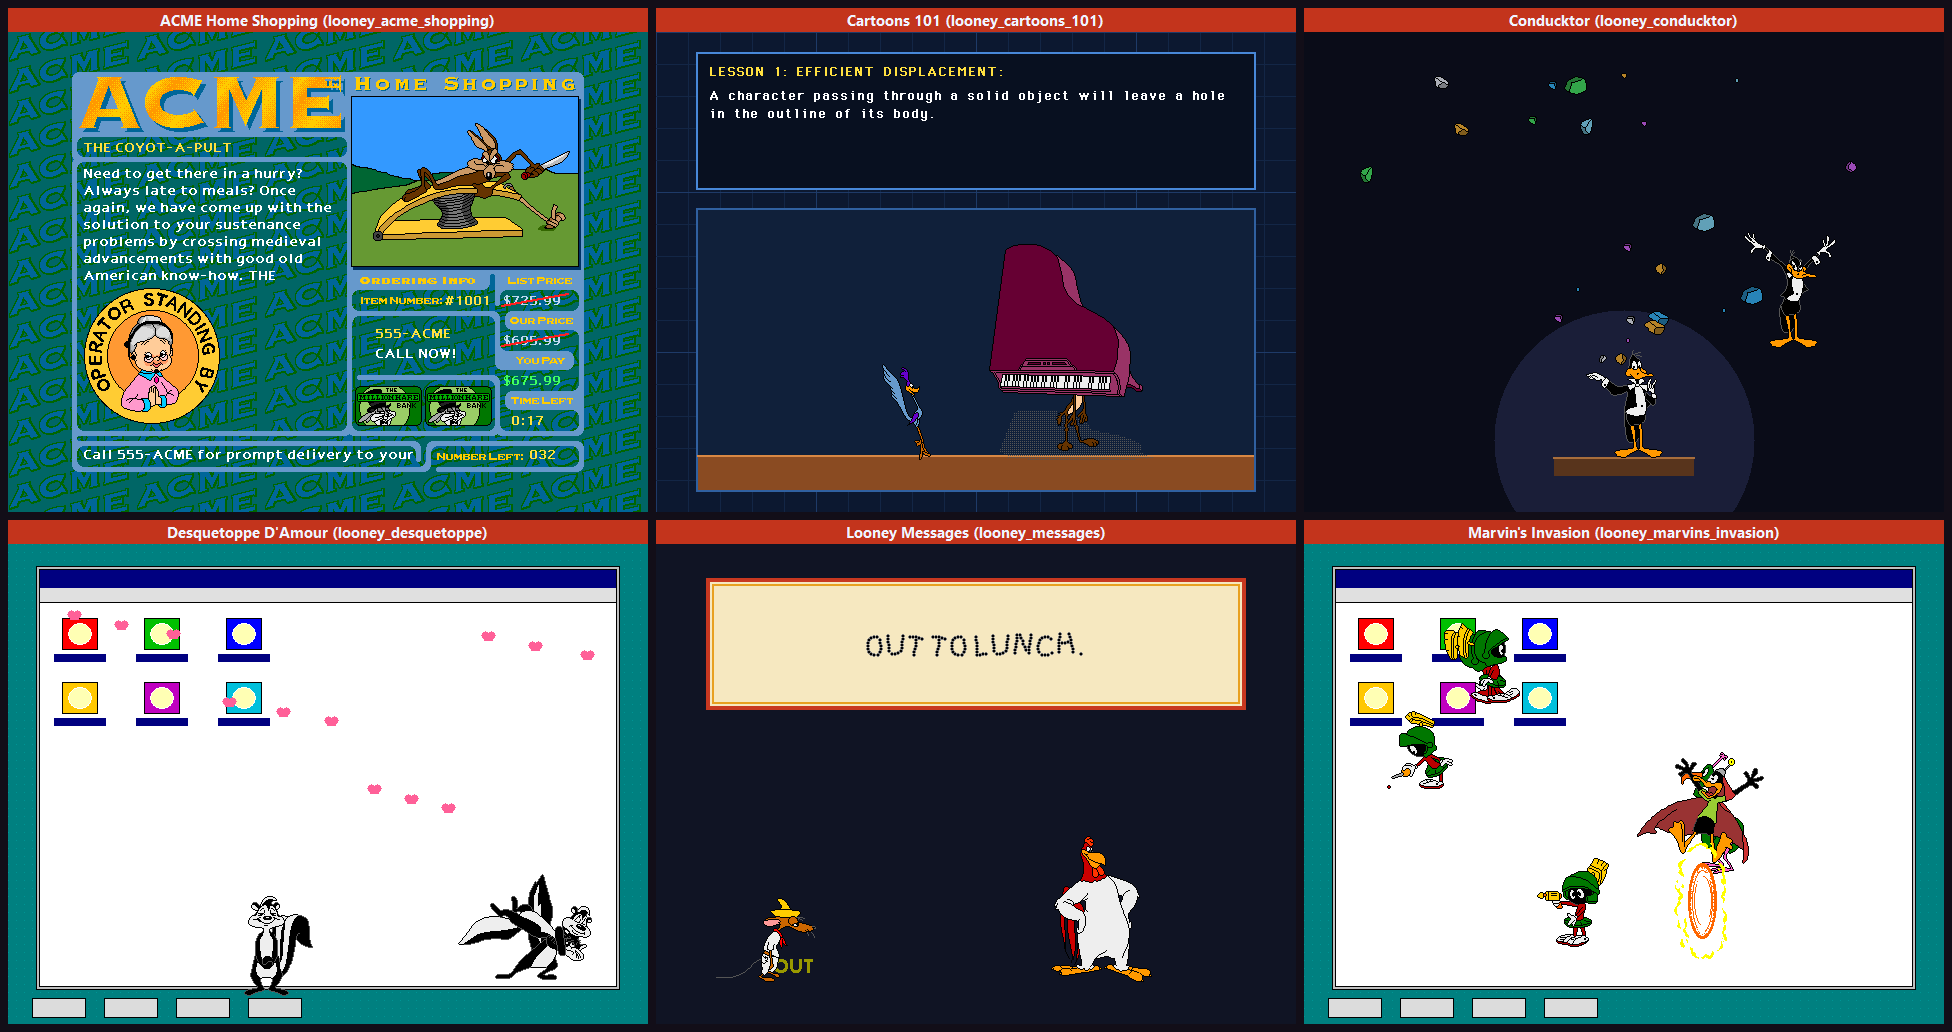 ACME Home Shopping (looney_acme_shopping)
ACME HOME SHOPPING
THE COYOT-A-PULT
Need to get there in a hurry?
Always late to meals? Once
again, we have come up with the
solution to your sustenance
problems by crossing medieval
advancements with good old
American know-how. THE
OPERATOR STANDING BY
ORDERING INFO
ITEM NUMBER: #1001
555-ACME
CALL NOW!
LIST PRICE
$725.99
OUR PRICE
$695.99
YOU PAY
$675.99
TIME LEFT
0:17
THE
MILLIONHARE
BANK
THE
MILLIONHARE
BANK
Call 555-ACME for prompt delivery to your
NUMBER LEFT: 032
Cartoons 101 (looney_cartoons_101)
LESSON 1: EFFICIENT DISPLACEMENT:
A character passing through a solid object will leave a hole
in the outline of its body.
Conducktor (looney_conducktor)
Desquetoppe D'Amour (looney_desquetoppe)
Looney Messages (looney_messages)
OUT TO LUNCH.
OUT
Marvin's Invasion (looney_marvins_invasion)